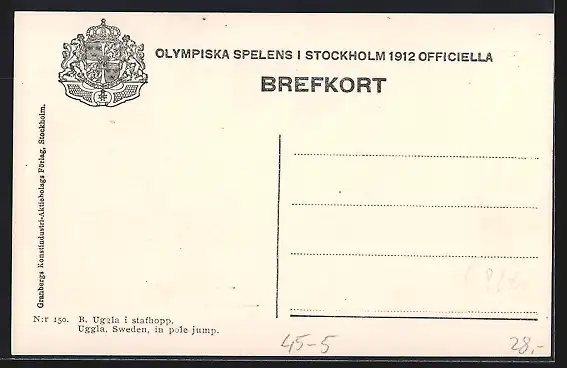 OLYMPISKA SPELENS I STOCKHOLM 1912 OFFICIELLA
BREFKORT
Granbergs Konstindustri-Aktiebolags Förlag, Stockholm.
N:r 150. B. Uggla i stafhopp.
Uggla, Sweden, in pole jump.
45-5
28,-